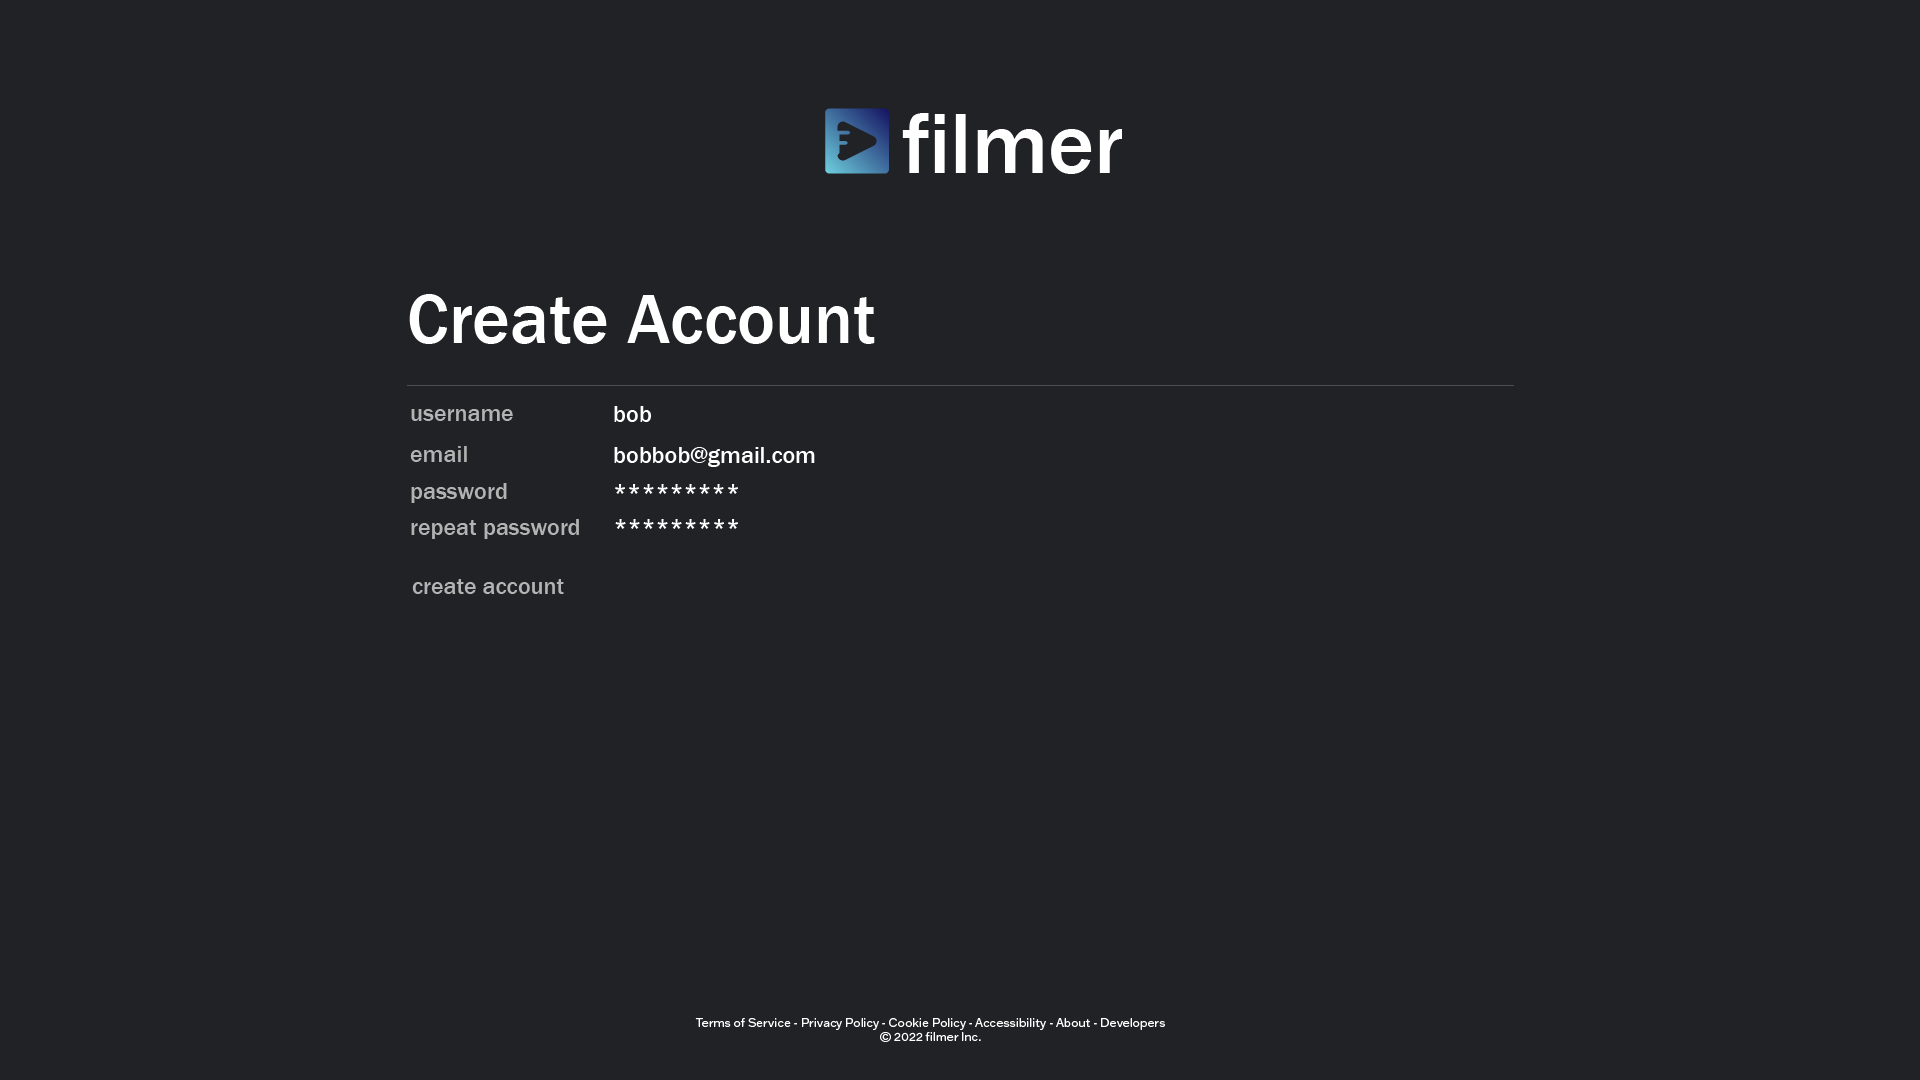 filmer
Create Account
username bob
email bobbob@gmail.com
password *********
repeat password *********
create account
Terms of Service - Privacy Policy - Cookie Policy - Accessibility - About - Developers
© 2022 filmer Inc.